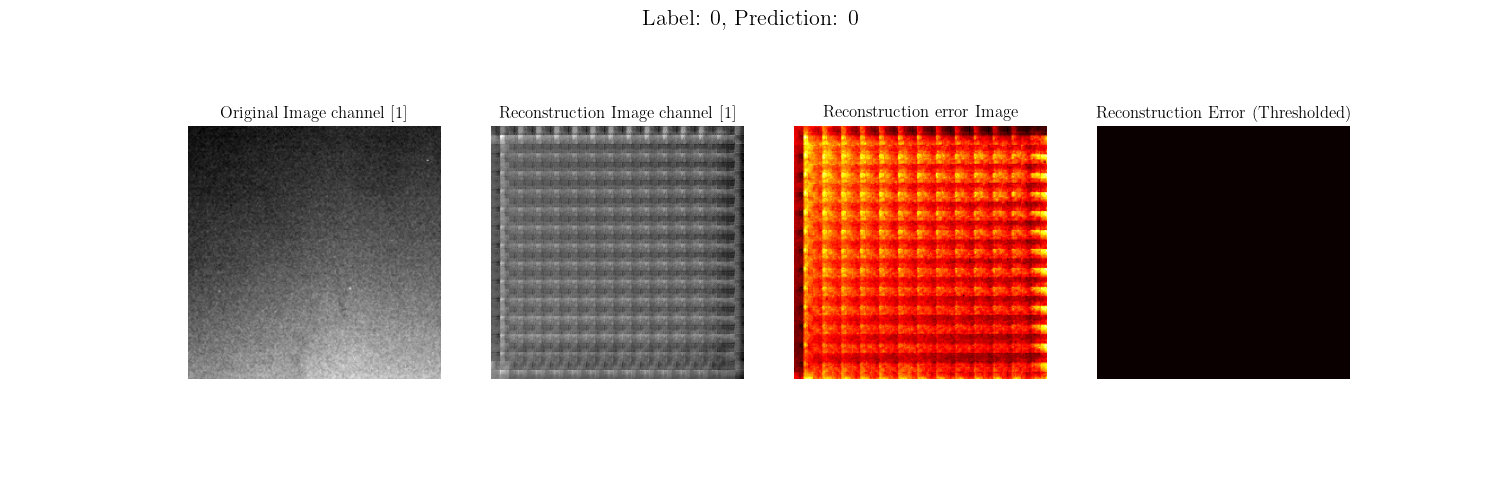 Label: 0, Prediction: 0
Original Image channel [1]
Reconstruction Image channel [1]
Reconstruction error Image
Reconstruction Error (Thresholded)